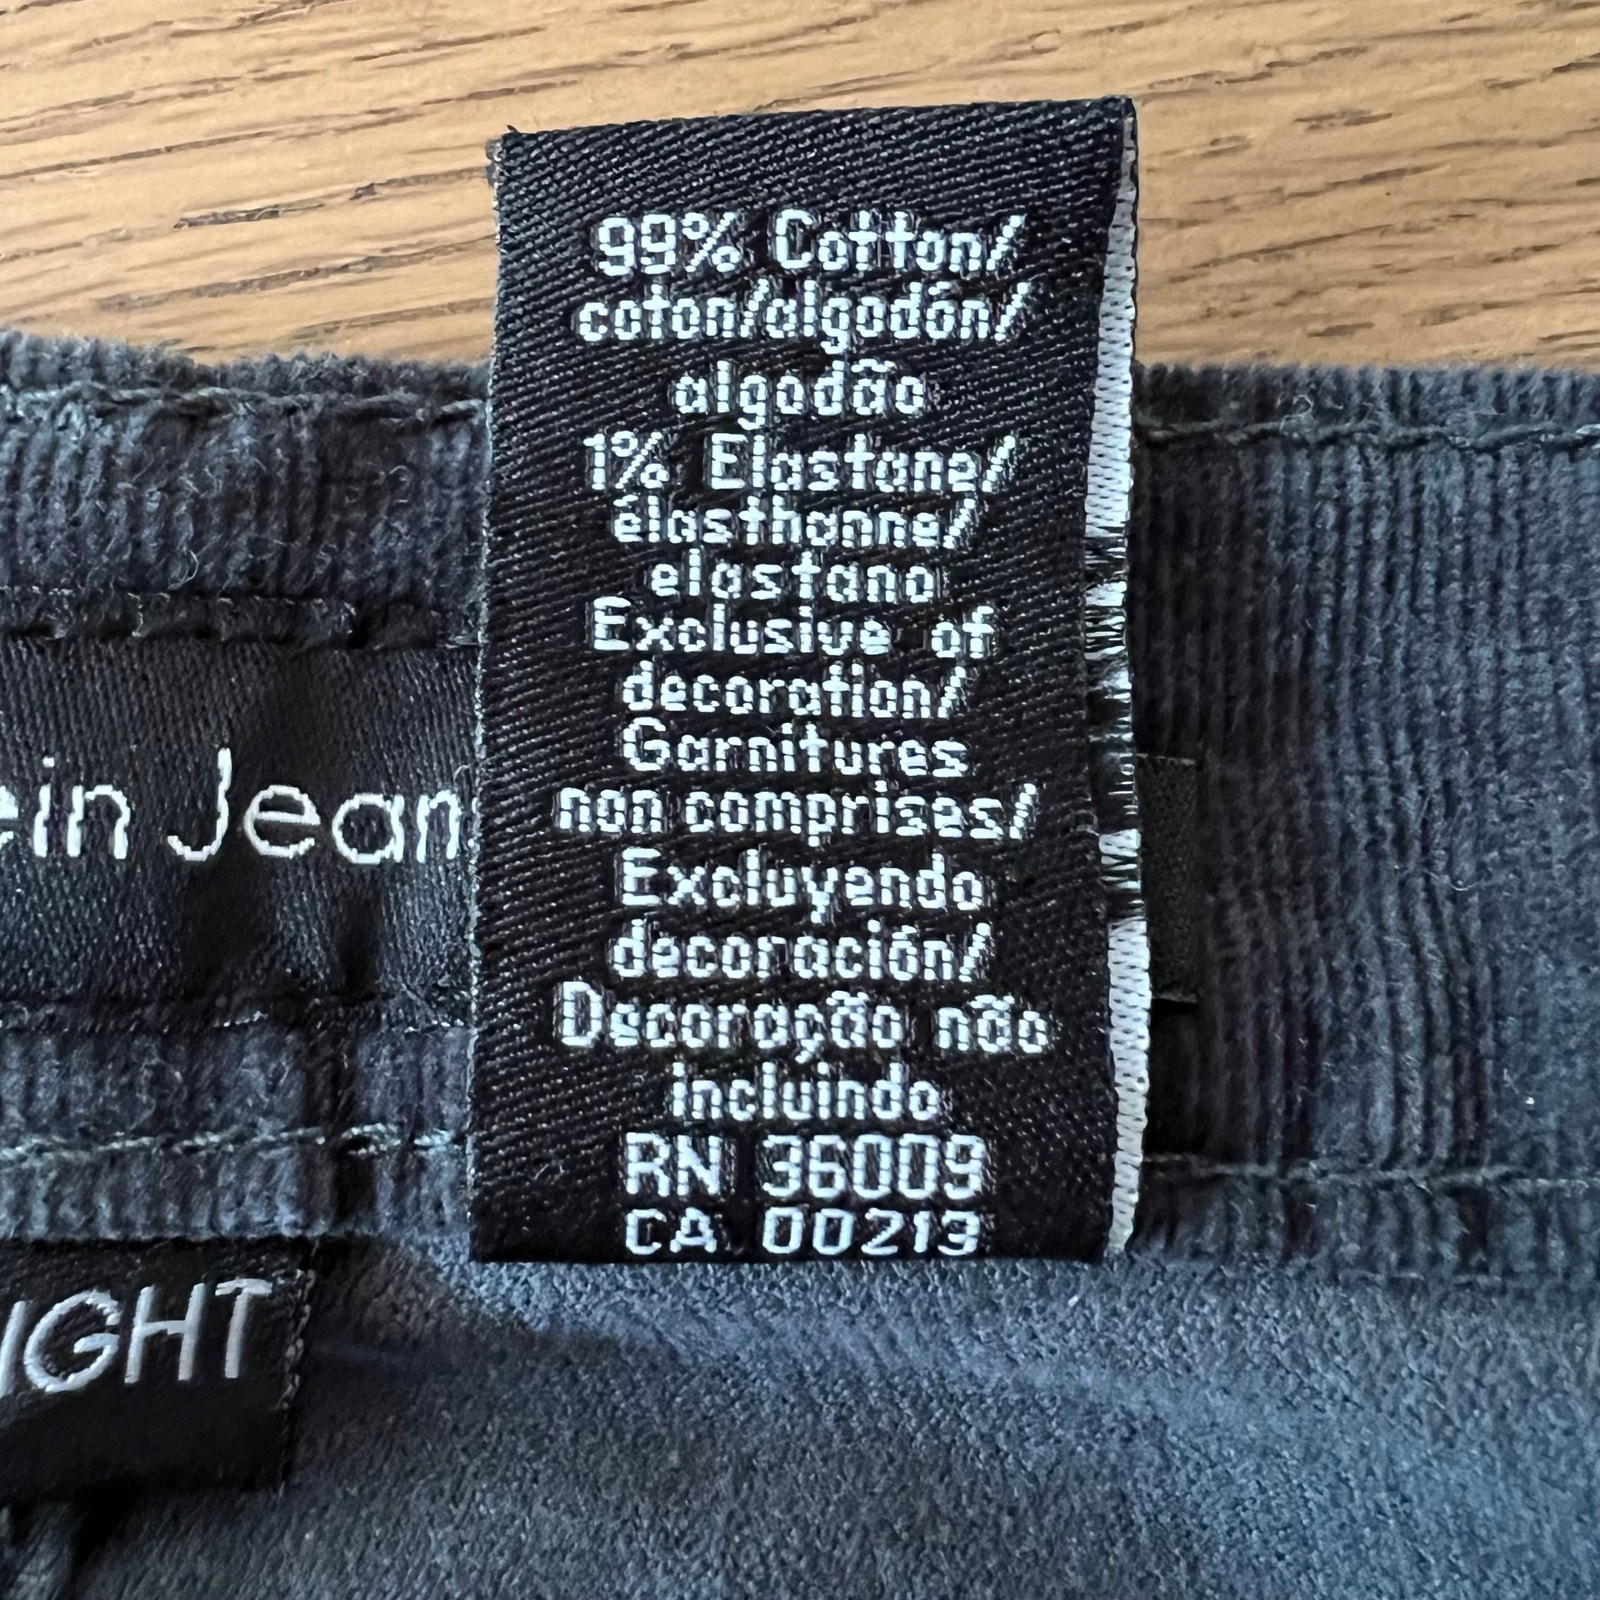 99% Cotton/
coton/algodón/
algodão
1% Elastane/
élasthanne/
elastano
Exclusive of
decoration/
Garnitures
non comprises/
Excluyendo
decoración/
Decoração não
incluindo
RN 36009
CA 00213
ein Jean
IGHT